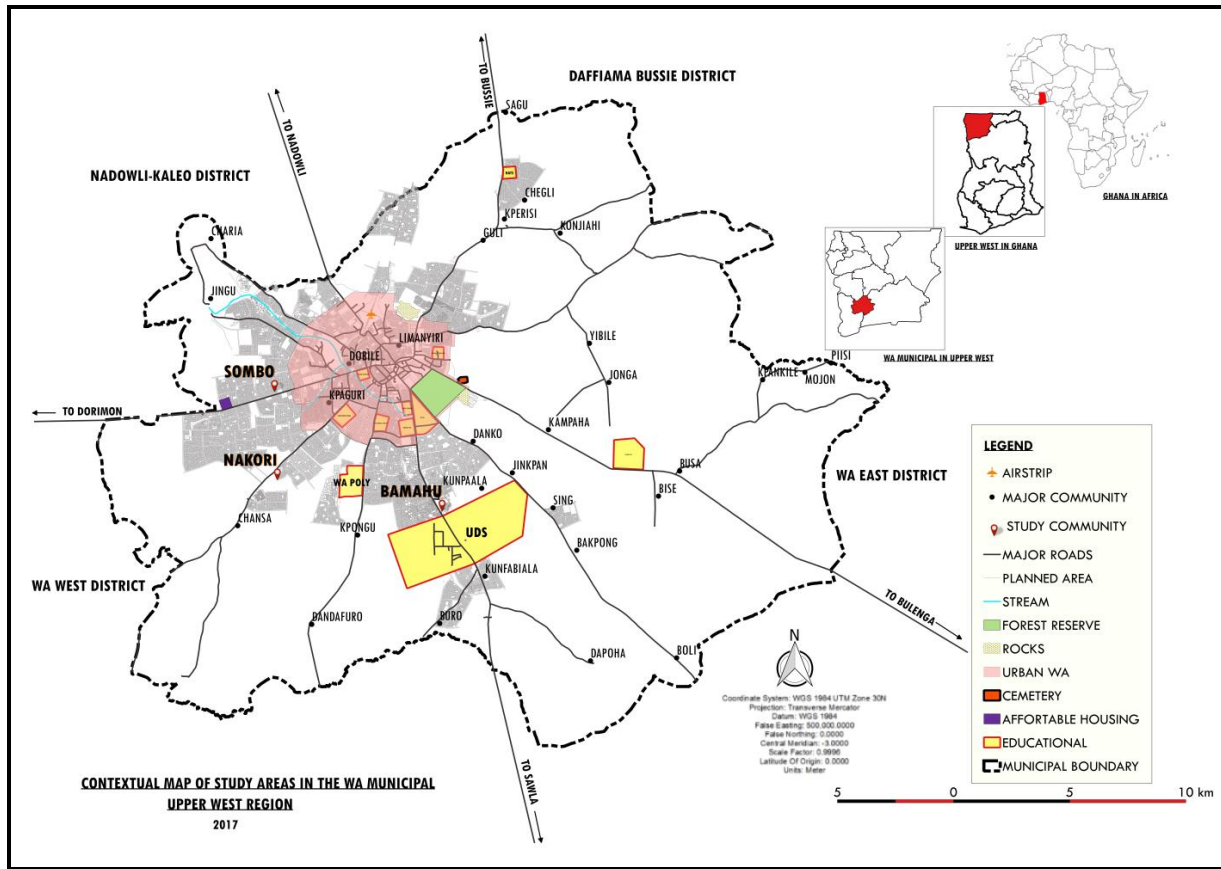 DAFFIAMA BUSSIE DISTRICT
TO BUSSIE
SAGU
TO NADOWLI
NADOWLI-KALEO DISTRICT
CHEGLI
KPERISI
GULI
KONJIAHI
CHARIA
JINGU
LIMANYIRI
DOBILE
SOMBO
KPAGURI
TO DORIMON
YIBILE
JONGA
KPANKILE
MOJON
PIISI
KAMPAHA
DANKO
NAKORI
WA POLY
BAMAHU
KUNPAALA
JINKPAN
SING
BUSA
BISE
WA EAST DISTRICT
CHANSA
KPONGU
UDS
BAKPONG
WA WEST DISTRICT
KUNFABIALA
DANDAFURO
BORO
DAPOHA
BOLI
TO BULENGA
TO SAWLA
GHANA IN AFRICA
UPPER WEST IN GHANA
WA MUNICIPAL IN UPPER WEST
LEGEND
AIRSTRIP
MAJOR COMMUNITY
STUDY COMMUNITY
MAJOR ROADS
PLANNED AREA
STREAM
FOREST RESERVE
ROCKS
URBAN WA
CEMETERY
AFFORTABLE HOUSING
EDUCATIONAL
MUNICIPAL BOUNDARY
N
Coordinate System: WGS 1984 UTM Zone 30N
Projection: Transverse Mercator
Datum: WGS 1984
False Easting: 500,000.0000
False Northing: 0.0000
Central Meridian: -3.0000
Scale Factor: 0.9996
Latitude Of Origin: 0.0000
Units: Meter
5 0 5 10 km
CONTEXTUAL MAP OF STUDY AREAS IN THE WA MUNICIPAL
UPPER WEST REGION
2017